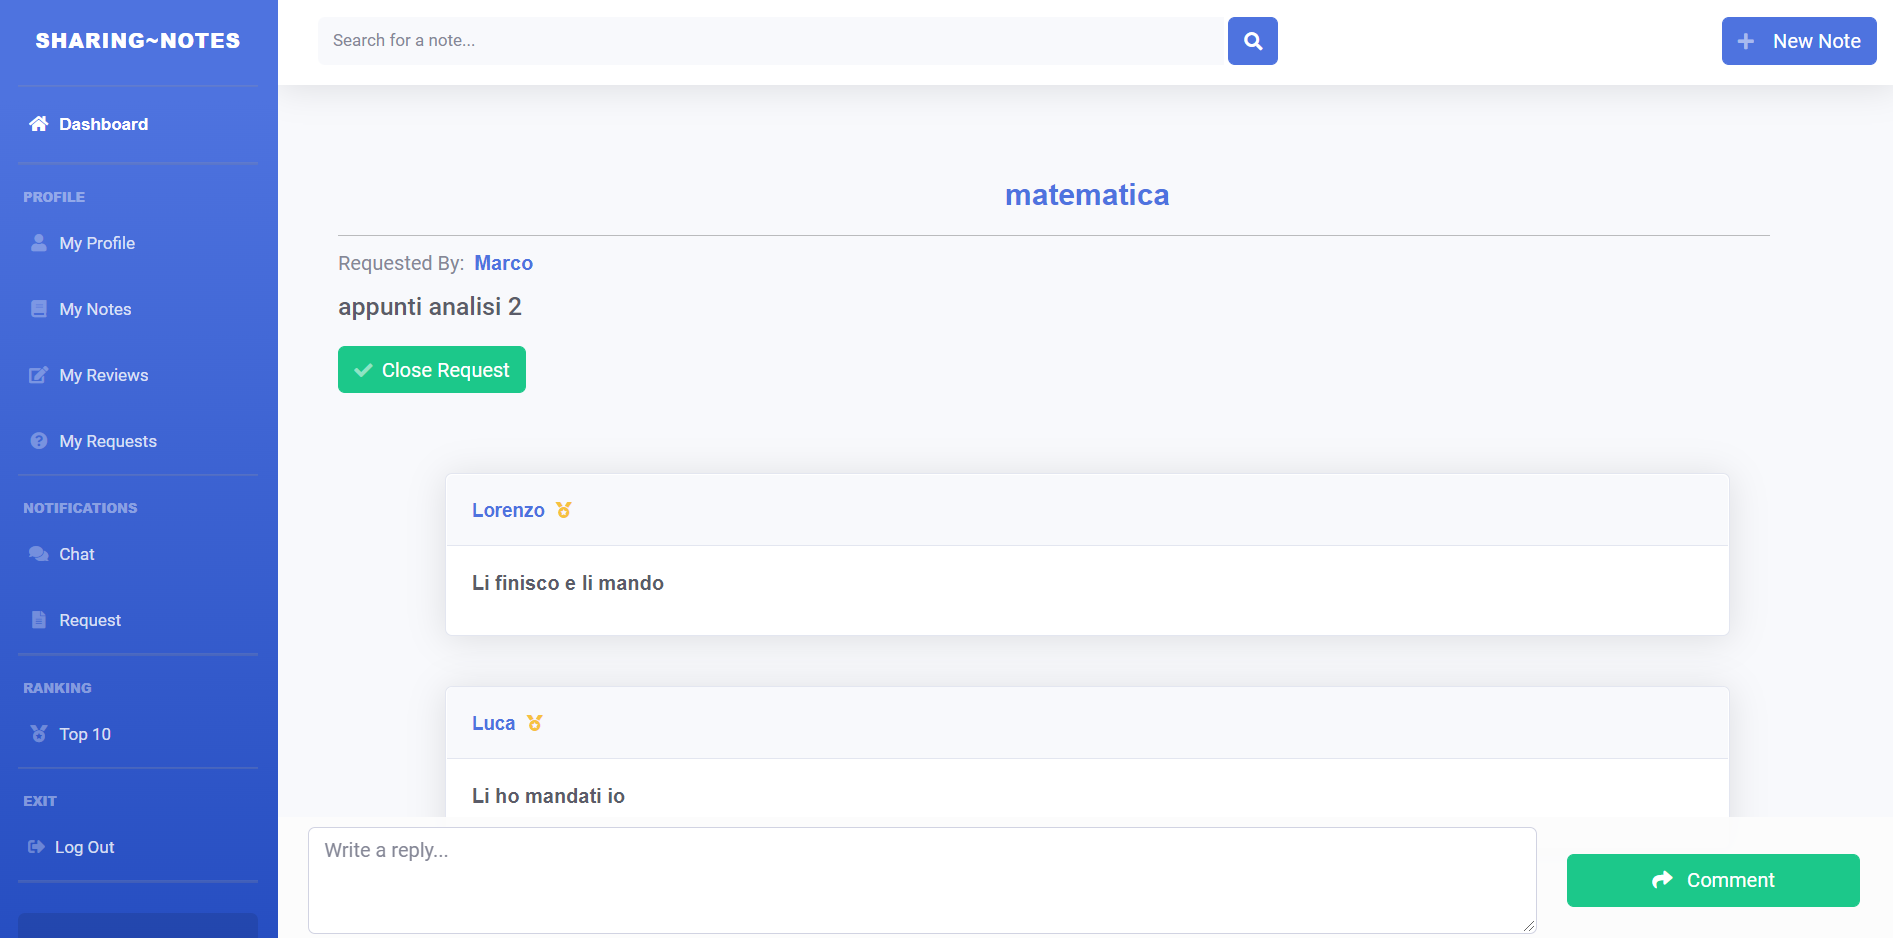 SHARING~NOTES
Search for a note...
New Note
Dashboard
PROFILE
My Profile
My Notes
My Reviews
My Requests
NOTIFICATIONS
Chat
Request
RANKING
Top 10
EXIT
Log Out
matematica
Requested By: Marco
appunti analisi 2
Close Request
Lorenzo
Li finisco e li mando
Luca
Li ho mandati io
Write a reply...
Comment